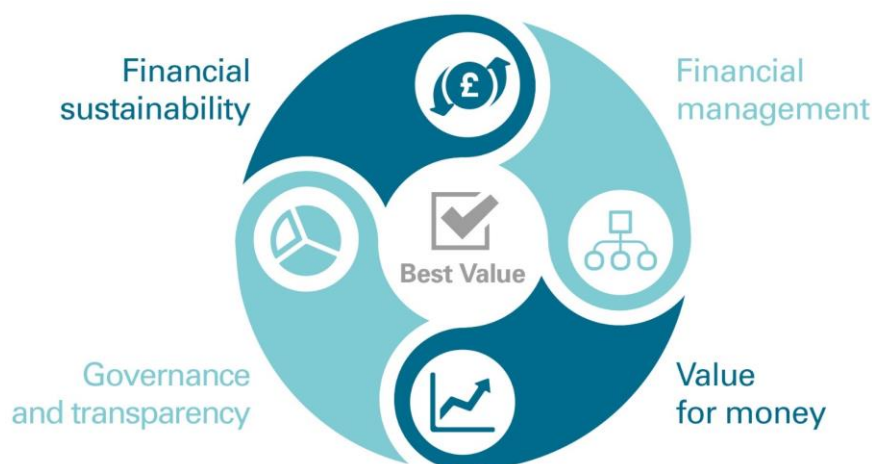 Financial
sustainability
Financial
management
£
Best Value
Governance
and transparency
Value
for money